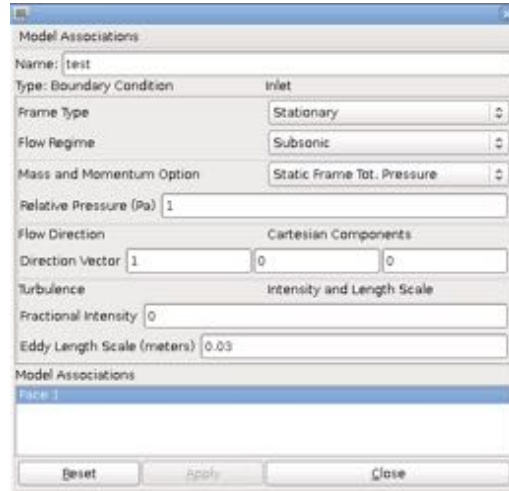 Model Associations
Name: test
Type: Boundary Condition Inlet
Frame Type Stationary
Flow Regime Subsonic
Mass and Momentum Option Static Frame Tot. Pressure
Relative Pressure (Pa) 1
Flow Direction Cartesian Components
Direction Vector 1 0 0
Turbulence Intensity and Length Scale
Fractional Intensity 0
Eddy Length Scale (meters) 0.03
Model Associations
Face 1
Reset Apply Close